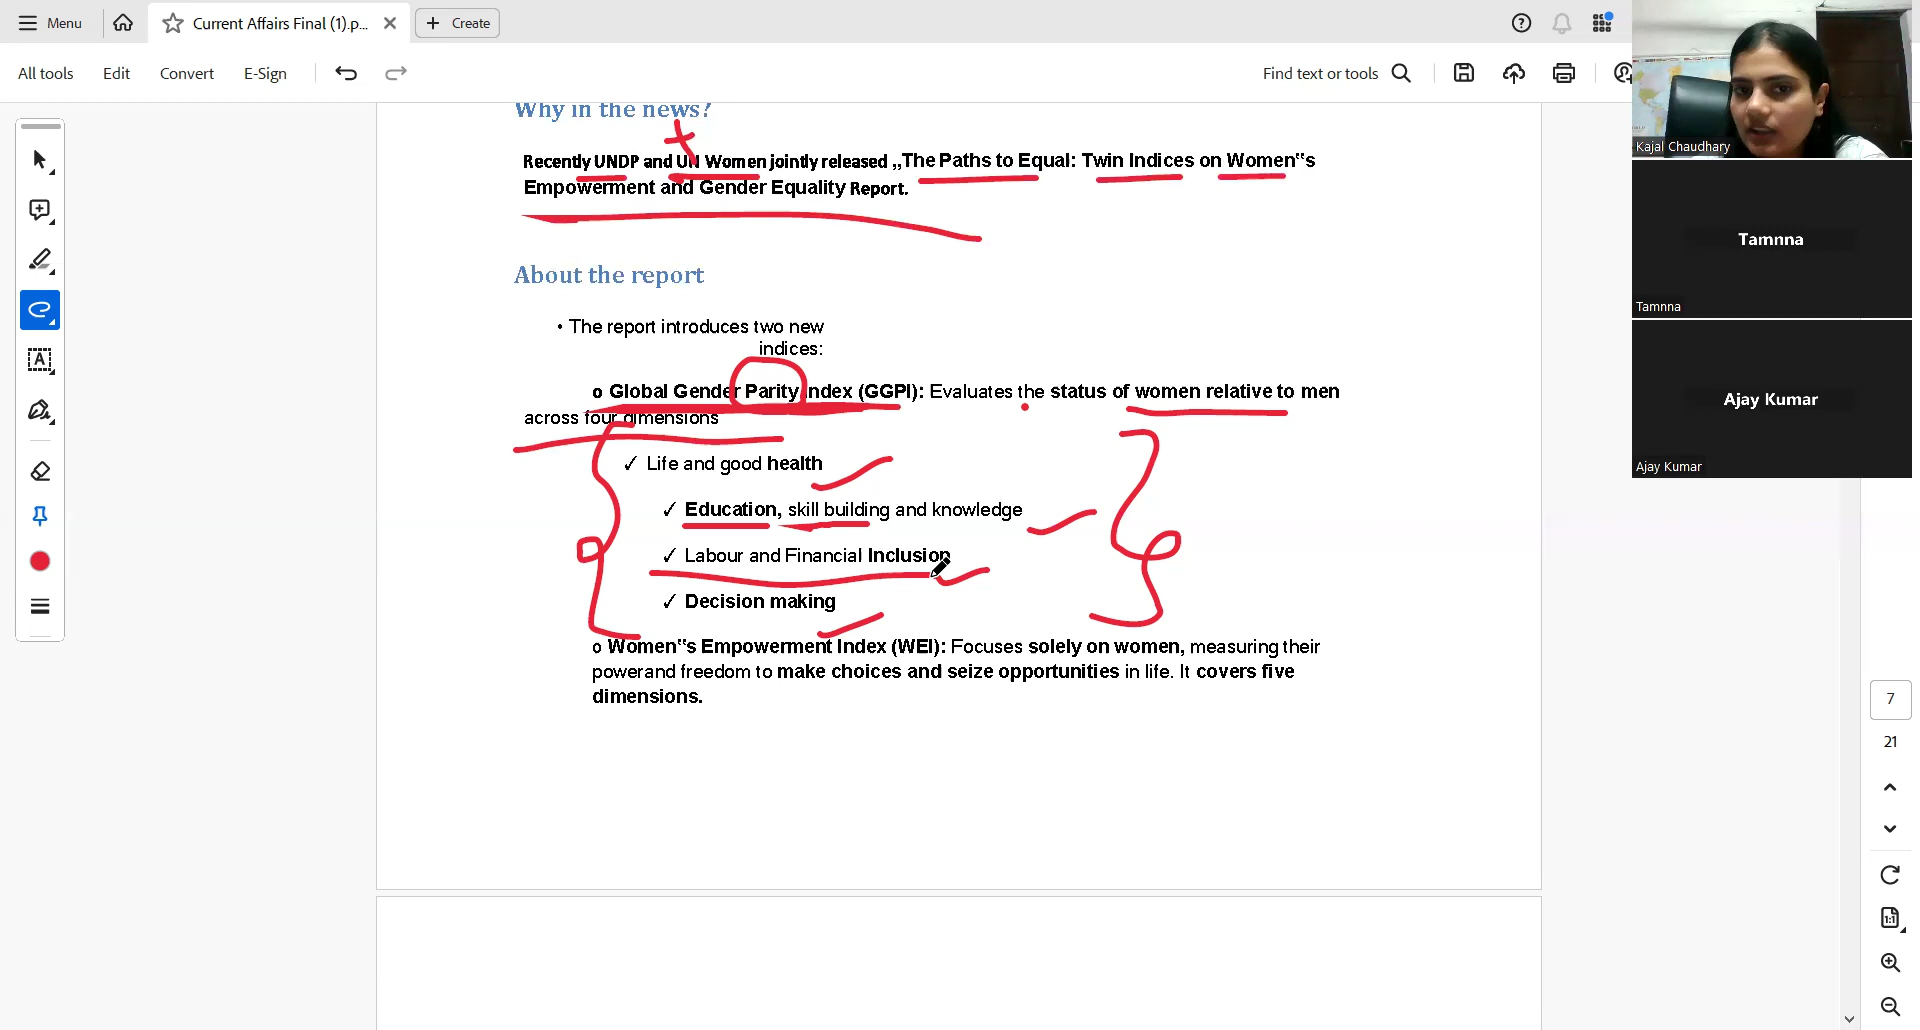 Menu
Current Affairs Final (1).p...
Create
All tools
Edit
Convert
E-Sign
Find text or tools
Why in the news?
Recently UNDP and UN Women jointly released „The Paths to Equal: Twin Indices on Women‟s
Empowerment and Gender Equality Report.
About the report
• The report introduces two new
indices:
o Global Gender Parity Index (GGPI): Evaluates the status of women relative to men
across four dimensions
✓ Life and good health
✓ Education, skill building and knowledge
✓ Labour and Financial Inclusion
✓ Decision making
o Women‟s Empowerment Index (WEI): Focuses solely on women, measuring their
powerand freedom to make choices and seize opportunities in life. It covers five
dimensions.
Kajal Chaudhary
Tamnna
Tamnna
Ajay Kumar
Ajay Kumar
7
21